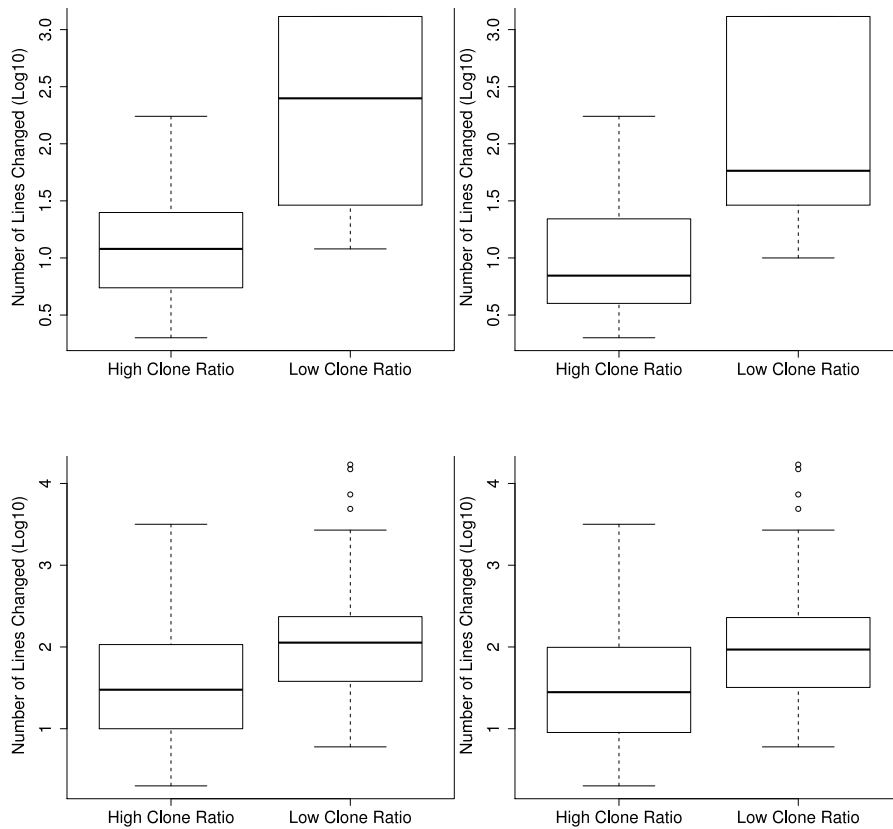 Number of Lines Changed (Log10)
3.0
2.5
2.0
1.5
1.0
0.5
High Clone Ratio
Low Clone Ratio
Number of Lines Changed (Log10)
3.0
2.5
2.0
1.5
1.0
0.5
High Clone Ratio
Low Clone Ratio
Number of Lines Changed (Log10)
4
3
2
1
High Clone Ratio
Low Clone Ratio
Number of Lines Changed (Log10)
4
3
2
1
High Clone Ratio
Low Clone Ratio